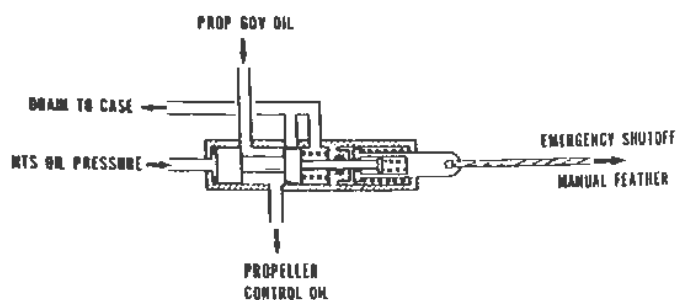 PROP GOV OIL
DRAIN TO CASE
NTS OIL PRESSURE
EMERGENCY SHUTOFF
MANUAL FEATHER
PROPELLER
CONTROL OIL